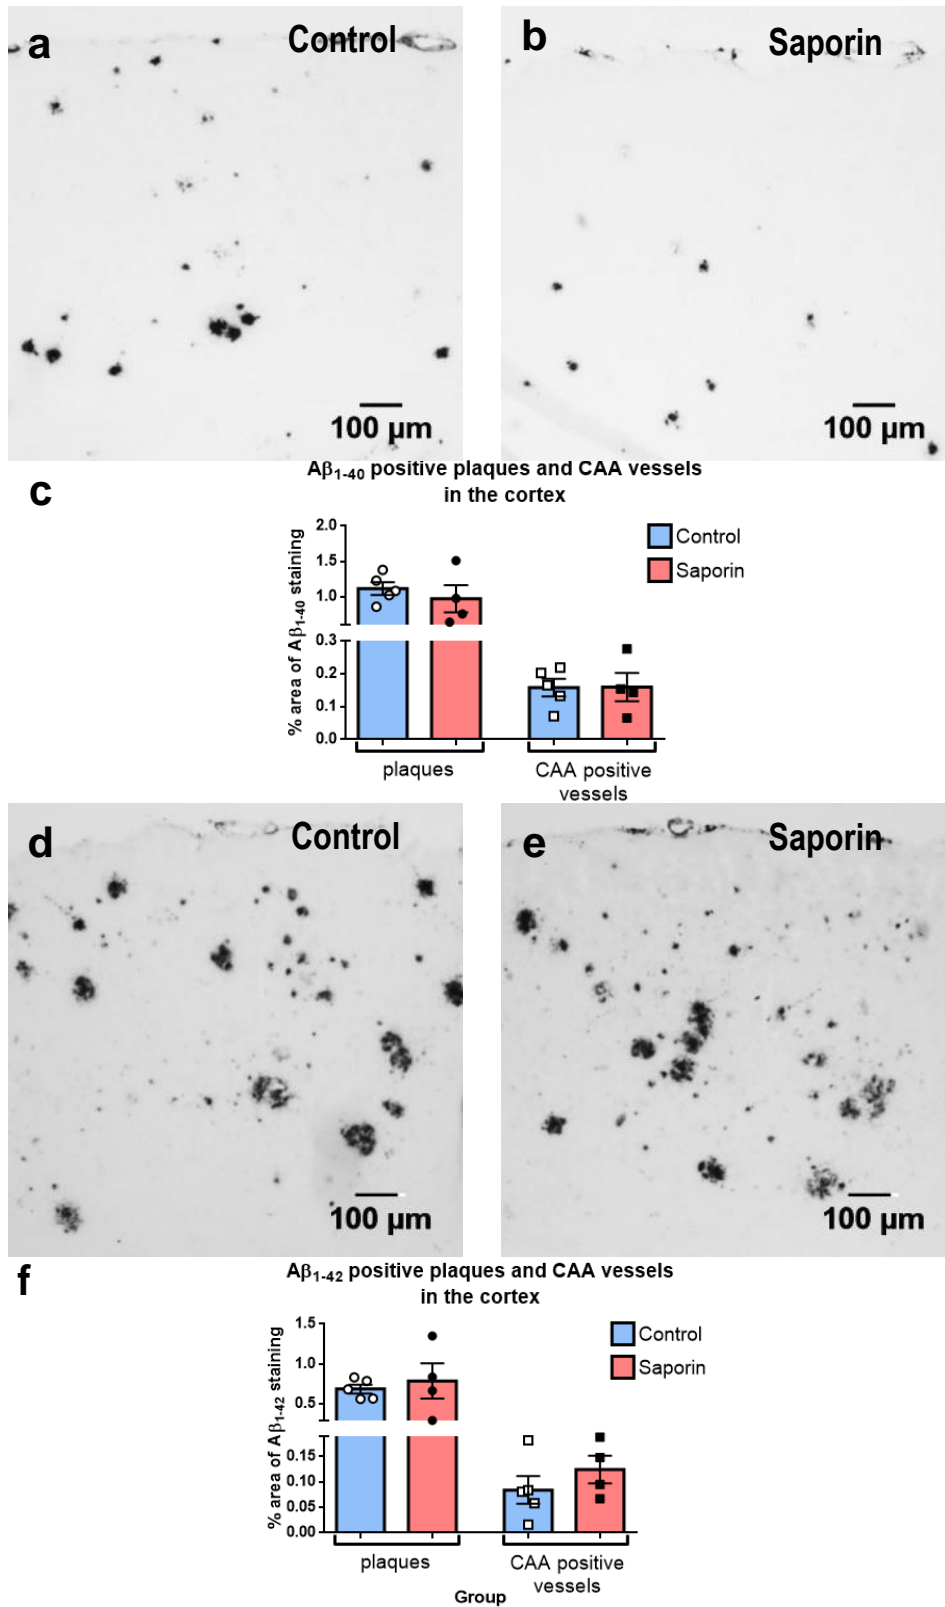 a Control
b Saporin
100 µm
100 µm
c
Aβ1-40 positive plaques and CAA vessels
in the cortex
% area of Aβ1-40 staining
2.0
1.5
1.0
0.3
0.2
0.1
0.0
Control
Saporin
plaques
CAA positive
vessels
d Control
e Saporin
100 µm
100 µm
f
Aβ1-42 positive plaques and CAA vessels
in the cortex
% area of Aβ1-42 staining
1.5
1.0
0.5
0.15
0.10
0.05
0.00
Control
Saporin
plaques
CAA positive
vessels
Group